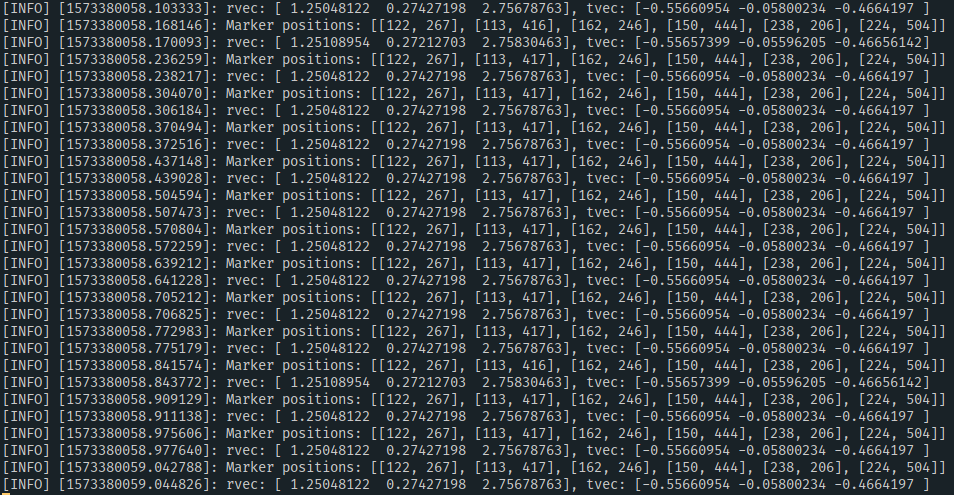 [INFO] [1573380058.103333]: rvec: [ 1.25048122  0.27427198  2.75678763], tvec: [-0.55660954 -0.05800234 -0.4664197 ]
[INFO] [1573380058.168146]: Marker positions: [[122, 267], [113, 416], [162, 246], [150, 444], [238, 206], [224, 504]]
[INFO] [1573380058.170093]: rvec: [ 1.25108954  0.27212703  2.75830463], tvec: [-0.55657399 -0.05596205 -0.46656142]
[INFO] [1573380058.236259]: Marker positions: [[122, 267], [113, 417], [162, 246], [150, 444], [238, 206], [224, 504]]
[INFO] [1573380058.238217]: rvec: [ 1.25048122  0.27427198  2.75678763], tvec: [-0.55660954 -0.05800234 -0.4664197 ]
[INFO] [1573380058.304070]: Marker positions: [[122, 267], [113, 417], [162, 246], [150, 444], [238, 206], [224, 504]]
[INFO] [1573380058.306184]: rvec: [ 1.25048122  0.27427198  2.75678763], tvec: [-0.55660954 -0.05800234 -0.4664197 ]
[INFO] [1573380058.370494]: Marker positions: [[122, 267], [113, 417], [162, 246], [150, 444], [238, 206], [224, 504]]
[INFO] [1573380058.372516]: rvec: [ 1.25048122  0.27427198  2.75678763], tvec: [-0.55660954 -0.05800234 -0.4664197 ]
[INFO] [1573380058.437148]: Marker positions: [[122, 267], [113, 417], [162, 246], [150, 444], [238, 206], [224, 504]]
[INFO] [1573380058.439028]: rvec: [ 1.25048122  0.27427198  2.75678763], tvec: [-0.55660954 -0.05800234 -0.4664197 ]
[INFO] [1573380058.504594]: Marker positions: [[122, 267], [113, 417], [162, 246], [150, 444], [238, 206], [224, 504]]
[INFO] [1573380058.507473]: rvec: [ 1.25048122  0.27427198  2.75678763], tvec: [-0.55660954 -0.05800234 -0.4664197 ]
[INFO] [1573380058.570804]: Marker positions: [[122, 267], [113, 417], [162, 246], [150, 444], [238, 206], [224, 504]]
[INFO] [1573380058.572259]: rvec: [ 1.25048122  0.27427198  2.75678763], tvec: [-0.55660954 -0.05800234 -0.4664197 ]
[INFO] [1573380058.639212]: Marker positions: [[122, 267], [113, 417], [162, 246], [150, 444], [238, 206], [224, 504]]
[INFO] [1573380058.641228]: rvec: [ 1.25048122  0.27427198  2.75678763], tvec: [-0.55660954 -0.05800234 -0.4664197 ]
[INFO] [1573380058.705212]: Marker positions: [[122, 267], [113, 417], [162, 246], [150, 444], [238, 206], [224, 504]]
[INFO] [1573380058.706825]: rvec: [ 1.25048122  0.27427198  2.75678763], tvec: [-0.55660954 -0.05800234 -0.4664197 ]
[INFO] [1573380058.772983]: Marker positions: [[122, 267], [113, 417], [162, 246], [150, 444], [238, 206], [224, 504]]
[INFO] [1573380058.775179]: rvec: [ 1.25048122  0.27427198  2.75678763], tvec: [-0.55660954 -0.05800234 -0.4664197 ]
[INFO] [1573380058.841574]: Marker positions: [[122, 267], [113, 416], [162, 246], [150, 444], [238, 206], [224, 504]]
[INFO] [1573380058.843772]: rvec: [ 1.25108954  0.27212703  2.75830463], tvec: [-0.55657399 -0.05596205 -0.46656142]
[INFO] [1573380058.909129]: Marker positions: [[122, 267], [113, 417], [162, 246], [150, 444], [238, 206], [224, 504]]
[INFO] [1573380058.911138]: rvec: [ 1.25048122  0.27427198  2.75678763], tvec: [-0.55660954 -0.05800234 -0.4664197 ]
[INFO] [1573380058.975606]: Marker positions: [[122, 267], [113, 417], [162, 246], [150, 444], [238, 206], [224, 504]]
[INFO] [1573380058.977640]: rvec: [ 1.25048122  0.27427198  2.75678763], tvec: [-0.55660954 -0.05800234 -0.4664197 ]
[INFO] [1573380059.042788]: Marker positions: [[122, 267], [113, 417], [162, 246], [150, 444], [238, 206], [224, 504]]
[INFO] [1573380059.044826]: rvec: [ 1.25048122  0.27427198  2.75678763], tvec: [-0.55660954 -0.05800234 -0.4664197 ]